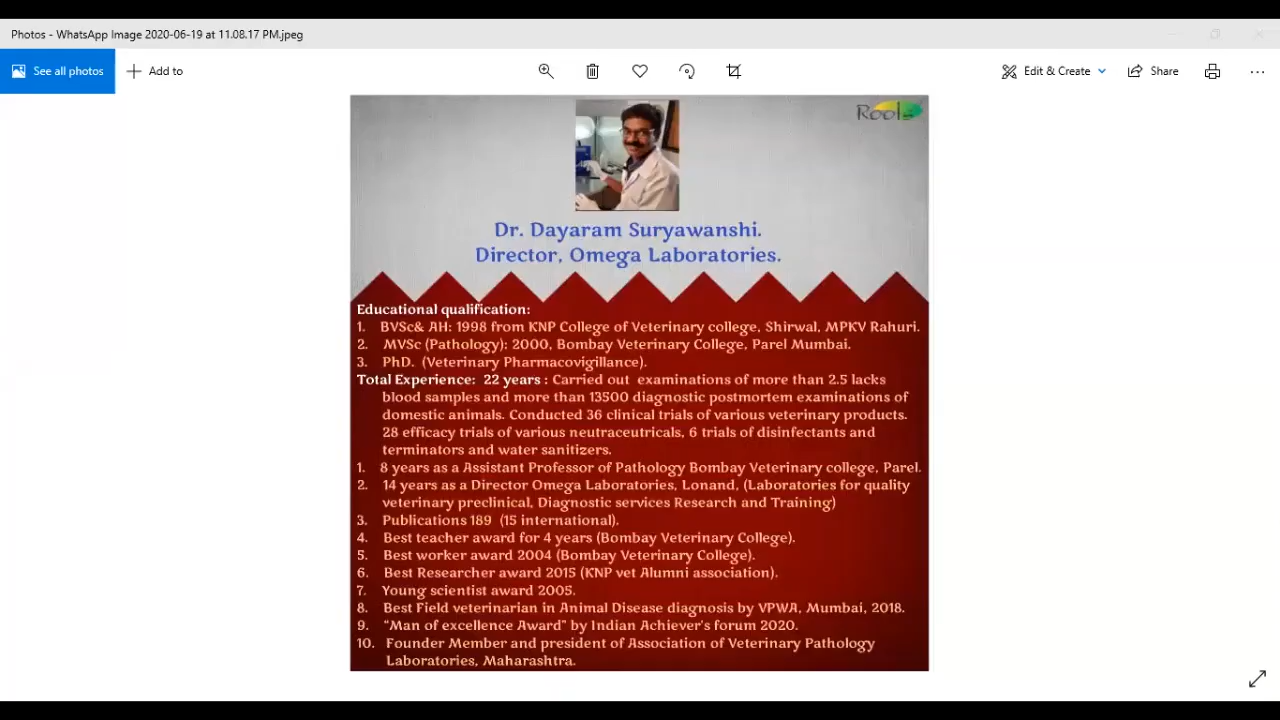 Photos - WhatsApp Image 2020-06-19 at 11.08.17 PM.jpeg
See all photos
Add to
Edit & Create
Share
Roots
Dr. Dayaram Suryawanshi.
Director, Omega Laboratories.
Educational qualification:
1. BVSc& AH: 1998 from KNP College of Veterinary college, Shirwal, MPKV Rahuri.
2. MVSc (Pathology): 2000, Bombay Veterinary College, Parel Mumbai.
3. PhD. (Veterinary Pharmacovigillance).
Total Experience: 22 years : Carried out examinations of more than 2.5 lacks
blood samples and more than 13500 diagnostic postmortem examinations of
domestic animals. Conducted 36 clinical trials of various veterinary products.
28 efficacy trials of various neutraceutricals, 6 trials of disinfectants and
terminators and water sanitizers.
1. 8 years as a Assistant Professor of Pathology Bombay Veterinary college, Parel.
2. 14 years as a Director Omega Laboratories, Lonand, (Laboratories for quality
veterinary preclinical, Diagnostic services Research and Training)
3. Publications 189 (15 international).
4. Best teacher award for 4 years (Bombay Veterinary College).
5. Best worker award 2004 (Bombay Veterinary College).
6. Best Researcher award 2015 (KNP vet Alumni association).
7. Young scientist award 2005.
8. Best Field veterinarian in Animal Disease diagnosis by VPWA, Mumbai, 2018.
9. “Man of excellence Award” by Indian Achiever's forum 2020.
10. Founder Member and president of Association of Veterinary Pathology
Laboratories, Maharashtra.